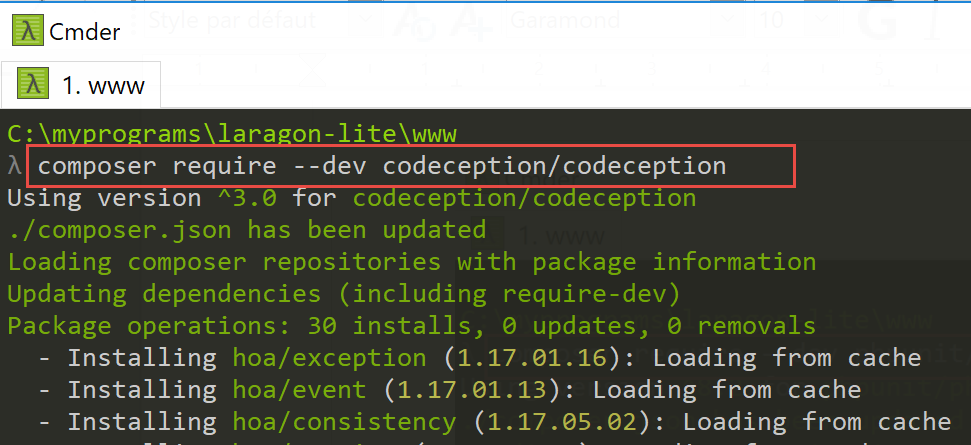 Style par défaut
Garamond
10
G I
λ Cmder
λ 1. www
C:\myprograms\laragon-lite\www
λ composer require --dev codeception/codeception
Using version ^3.0 for codeception/codeception
./composer.json has been updated
1. www
Loading composer repositories with package information
Updating dependencies (including require-dev)
Package operations: 30 installs, 0 updates, 0 removals
- Installing hoa/exception (1.17.01.16): Loading from cache
- Installing hoa/event (1.17.01.13): Loading from cache
- Installing hoa/consistency (1.17.05.02): Loading from cache